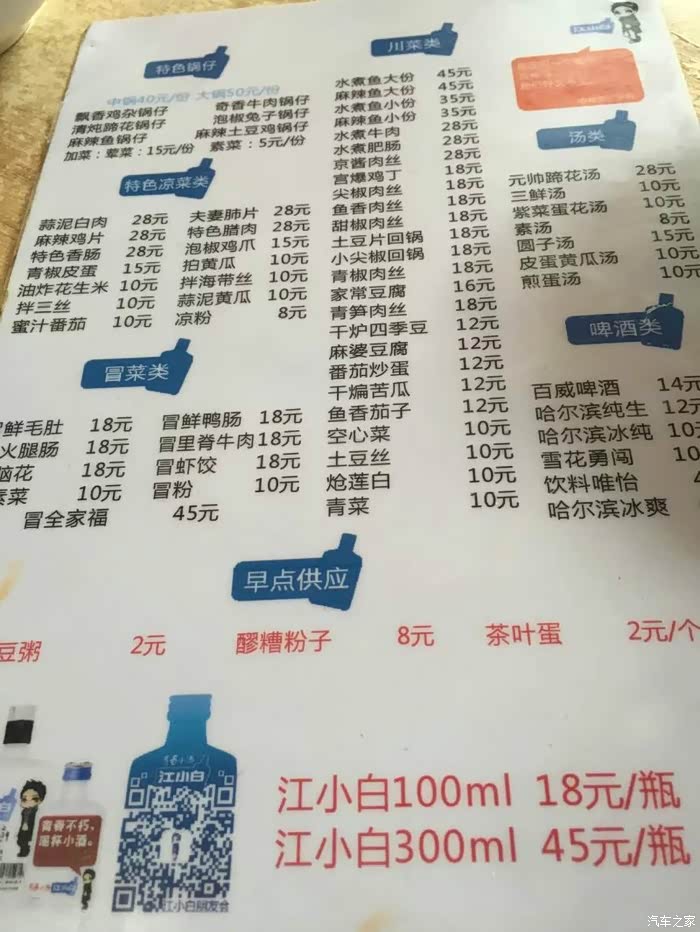 特色锅仔
中锅40元/份 大锅50元/份
飘香鸡杂锅仔 奇香牛肉锅仔
清炖蹄花锅仔 泡椒兔子锅仔
麻辣鱼锅仔 麻辣土豆鸡锅仔
加菜：荤菜：15元/份 素菜：5元/份
特色凉菜类
蒜泥白肉 28元 夫妻肺片 28元
麻辣鸡片 28元 特色腊肉 28元
特色香肠 28元 泡椒鸡爪 15元
青椒皮蛋 15元 拍黄瓜 10元
油炸花生米 10元 拌海带丝 10元
拌三丝 10元 蒜泥黄瓜 10元
蜜汁番茄 10元 凉粉 8元
冒菜类
冒鲜毛肚 18元 冒鲜鸭肠 18元
火腿肠 18元 冒里脊牛肉 18元
脑花 18元 冒虾饺 18元
素菜 10元 冒粉 10元
冒全家福 45元
川菜类
水煮鱼大份 45元
麻辣鱼大份 45元
水煮鱼小份 35元
麻辣鱼小份 35元
水煮牛肉 28元
水煮肥肠 28元
京酱肉丝 18元
宫爆鸡丁 18元
尖椒肉丝 18元
鱼香肉丝 18元
甜椒肉丝 18元
土豆片回锅 18元
小尖椒回锅 18元
青椒肉丝 18元
家常豆腐 16元
青笋肉丝 18元
干炉四季豆 12元
麻婆豆腐 12元
番茄炒蛋 12元
干煸苦瓜 12元
鱼香茄子 12元
空心菜 10元
土豆丝 10元
炝莲白 10元
青菜 10元
汤类
元帅蹄花汤 28元
三鲜汤 10元
紫菜蛋花汤 10元
素汤 8元
圆子汤 15元
皮蛋黄瓜汤 10元
煎蛋汤 10元
啤酒类
百威啤酒 14元
哈尔滨纯生 12元
哈尔滨冰纯 10元
雪花勇闯 10
饮料唯怡
哈尔滨冰爽
早点供应
豆粥 2元 醪糟粉子 8元 茶叶蛋 2元/个
江小白
青春不朽、
喝杯小酒。
江小白朋友会
江小白100ml 18元/瓶
江小白300ml 45元/瓶
汽车之家